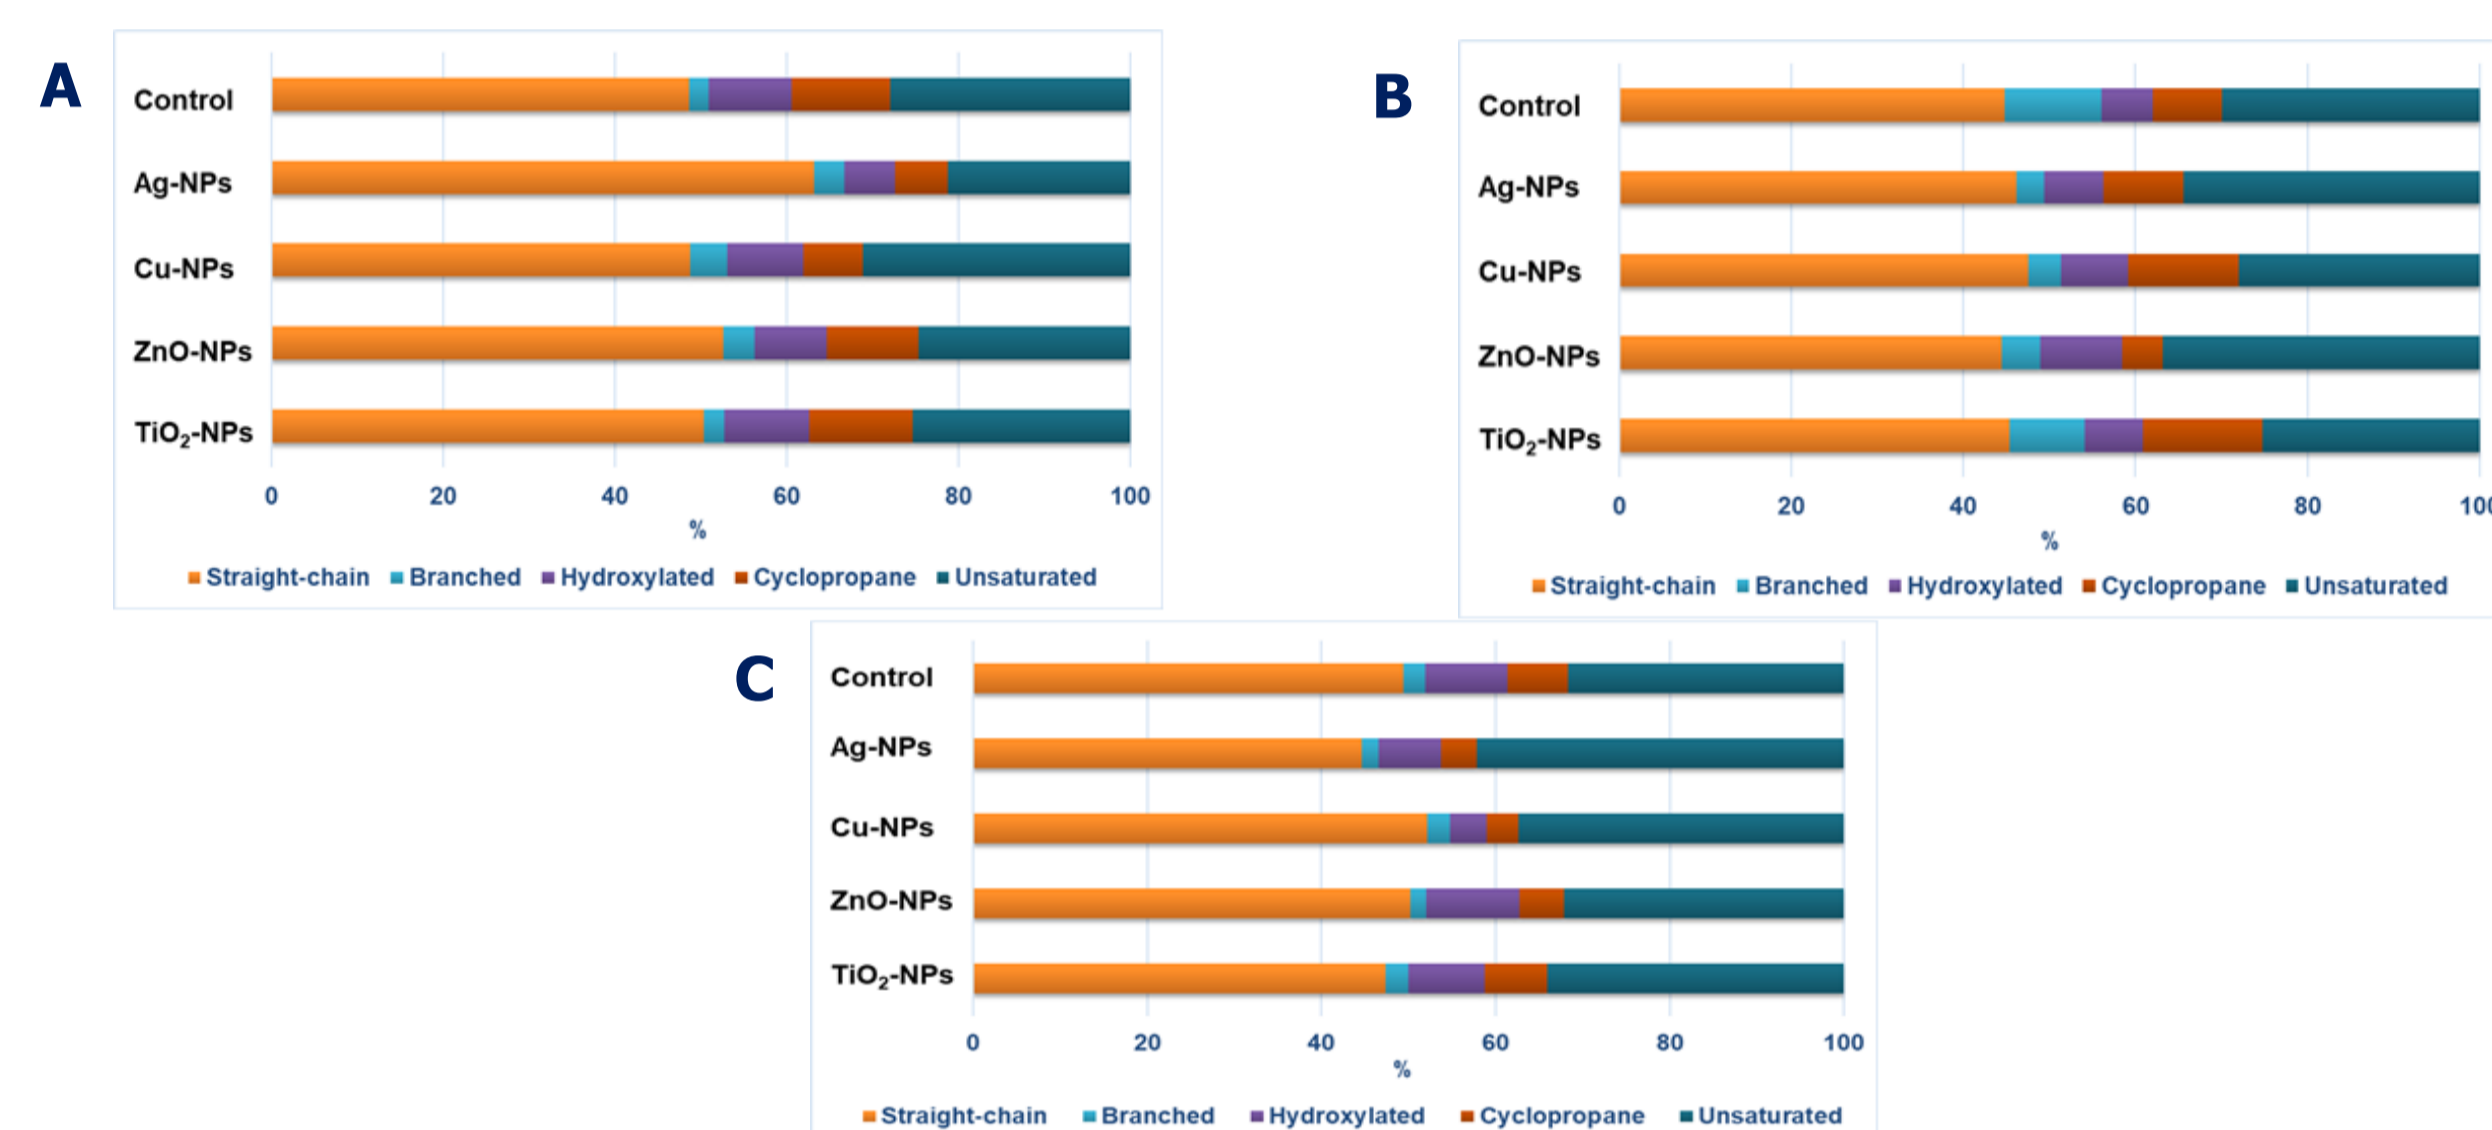 A
Control
Ag-NPs
Cu-NPs
ZnO-NPs
TiO₂-NPs
0 20 40 60 80 100
%
Straight-chain Branched Hydroxylated Cyclopropane Unsaturated
B
Control
Ag-NPs
Cu-NPs
ZnO-NPs
TiO₂-NPs
0 20 40 60 80 100
%
Straight-chain Branched Hydroxylated Cyclopropane Unsaturated
C
Control
Ag-NPs
Cu-NPs
ZnO-NPs
TiO₂-NPs
0 20 40 60 80 100
%
Straight-chain Branched Hydroxylated Cyclopropane Unsaturated